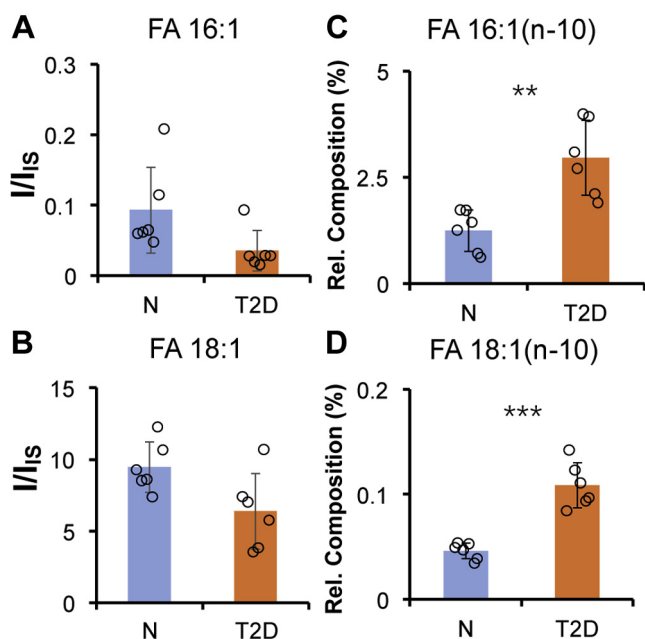 A
FA 16:1
I/IIS
0.3
0.2
0.1
0
N
T2D
C
FA 16:1(n-10)
Rel. Composition (%)
5
2.5
0
**
N
T2D
B
FA 18:1
I/IIS
15
10
5
0
N
T2D
D
FA 18:1(n-10)
Rel. Composition (%)
0.2
0.1
0
***
N
T2D